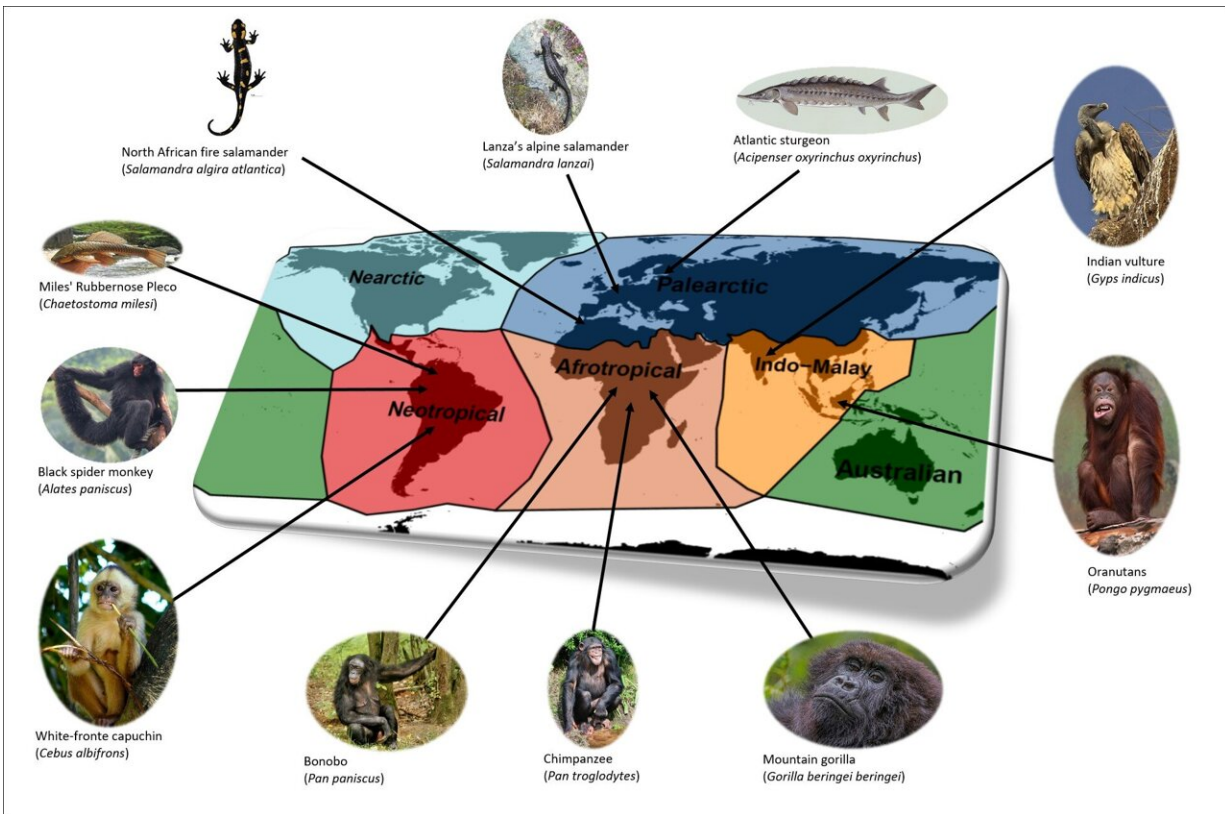 North African fire salamander
(Salamandra algira atlantica)
Lanza's alpine salamander
(Salamandra lanzai)
Atlantic sturgeon
(Acipenser oxyrinchus oxyrinchus)
Indian vulture
(Gyps indicus)
Miles' Rubbernose Pleco
(Chaetostoma milesi)
Nearctic
Palearctic
Afrotropical
Indo-Malay
Neotropical
Australian
Black spider monkey
(Alates paniscus)
Oranutans
(Pongo pygmaeus)
White-fronte capuchin
(Cebus albifrons)
Bonobo
(Pan paniscus)
Chimpanzee
(Pan troglodytes)
Mountain gorilla
(Gorilla beringei beringei)